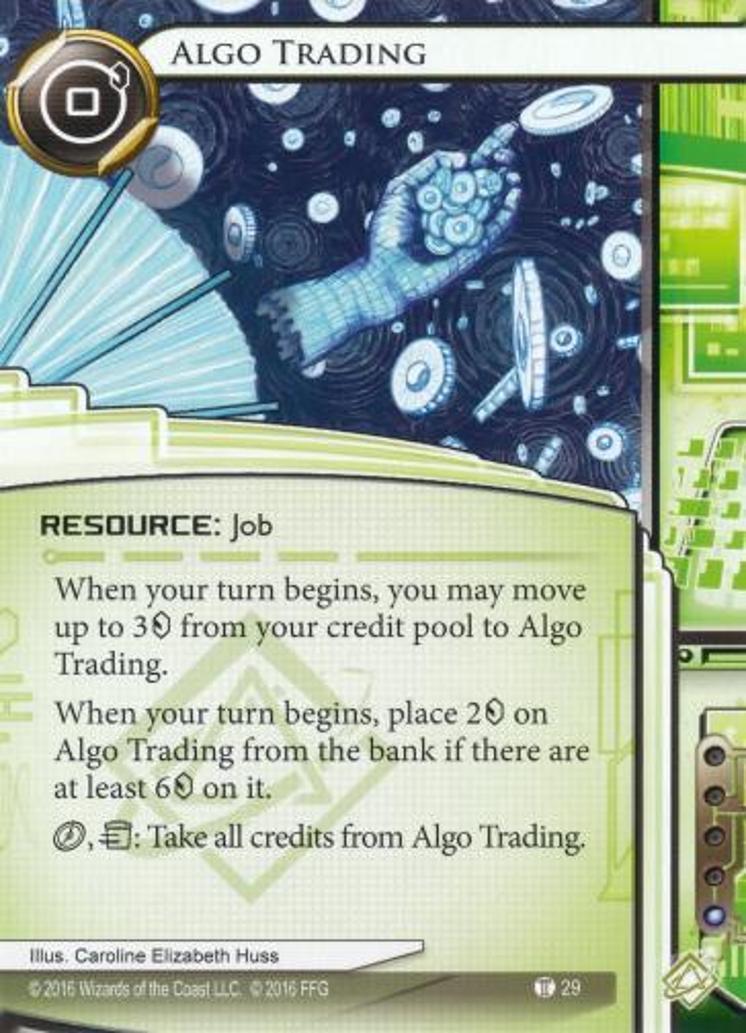 ALGO TRADING
RESOURCE: Job
When your turn begins, you may move
up to 3 from your credit pool to Algo
Trading.
When your turn begins, place 2 on
Algo Trading from the bank if there are
at least 6 on it.
, : Take all credits from Algo Trading.
Illus. Caroline Elizabeth Huss
© 2016 Wizards of the Coast LLC. © 2016 FFG
29